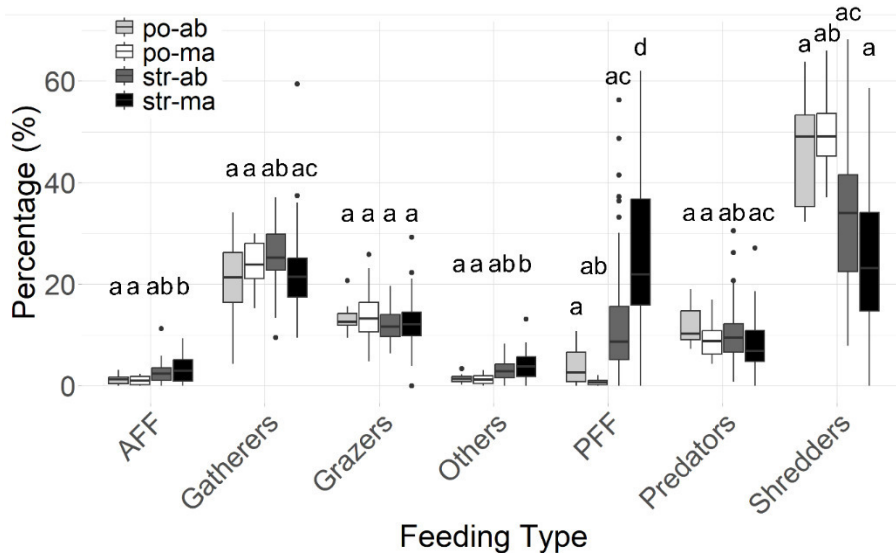 po-ab
po-ma
str-ab
str-ma
Percentage (%)
60
40
20
0
a a ab b
a a ab ac
a a a a
a a ab b
a
ab
ac
d
a a ab ac
a
ab
ac
a
AFF
Gatherers
Grazers
Others
PFF
Predators
Shredders
Feeding Type